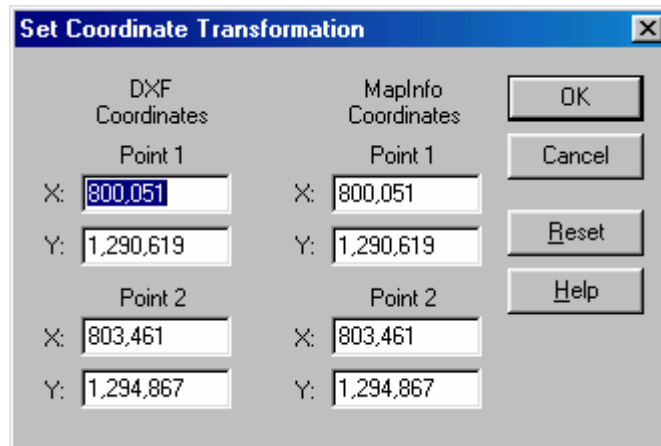 Set Coordinate Transformation
DXF
Coordinates
MapInfo
Coordinates
Point 1
Point 1
X: 800,051
X: 800,051
Y: 1,290,619
Y: 1,290,619
Point 2
Point 2
X: 803,461
X: 803,461
Y: 1,294,867
Y: 1,294,867
OK
Cancel
Reset
Help